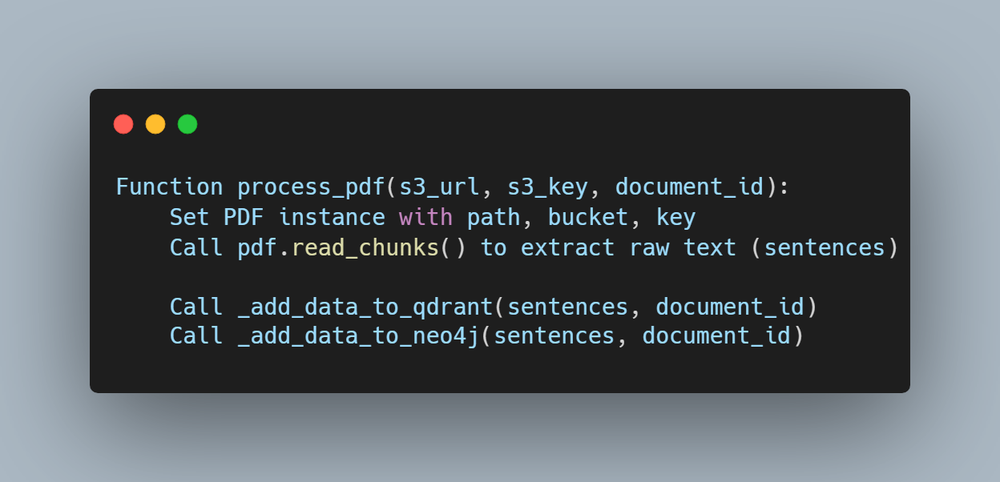 Function process_pdf(s3_url, s3_key, document_id):
    Set PDF instance with path, bucket, key
    Call pdf.read_chunks() to extract raw text (sentences)

    Call _add_data_to_qdrant(sentences, document_id)
    Call _add_data_to_neo4j(sentences, document_id)